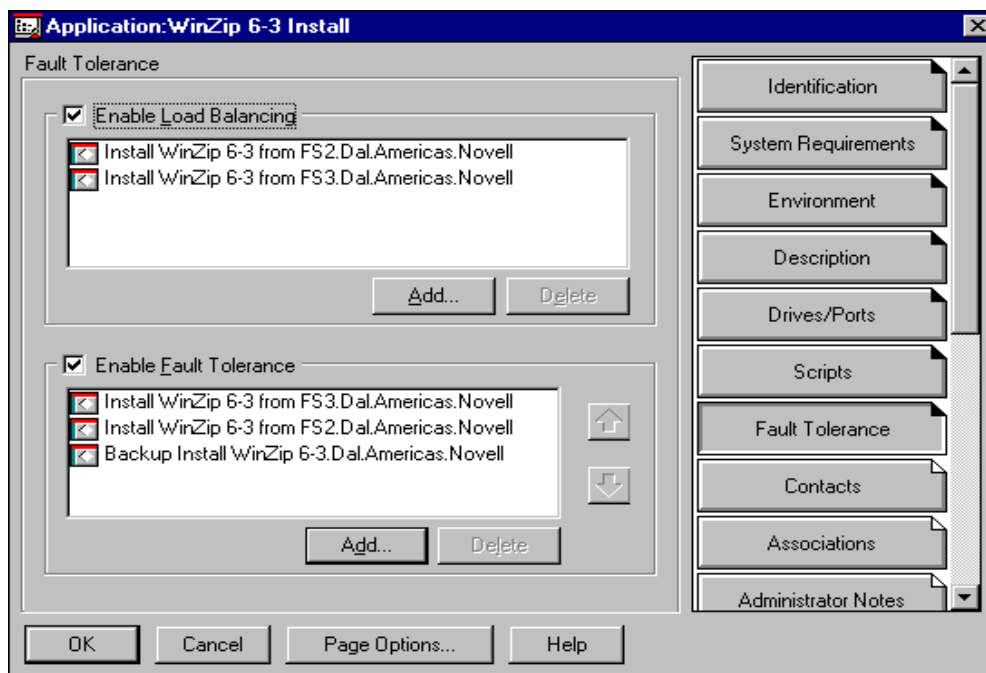 Application:WinZip 6-3 Install
Fault Tolerance
Enable Load Balancing
Install WinZip 6-3 from FS2.Dal.Americas.Novell
Install WinZip 6-3 from FS3.Dal.Americas.Novell
Add...
Delete
Enable Fault Tolerance
Install WinZip 6-3 from FS3.Dal.Americas.Novell
Install WinZip 6-3 from FS2.Dal.Americas.Novell
Backup Install WinZip 6-3.Dal.Americas.Novell
Add...
Delete
Identification
System Requirements
Environment
Description
Drives/Ports
Scripts
Fault Tolerance
Contacts
Associations
Administrator Notes
OK
Cancel
Page Options...
Help